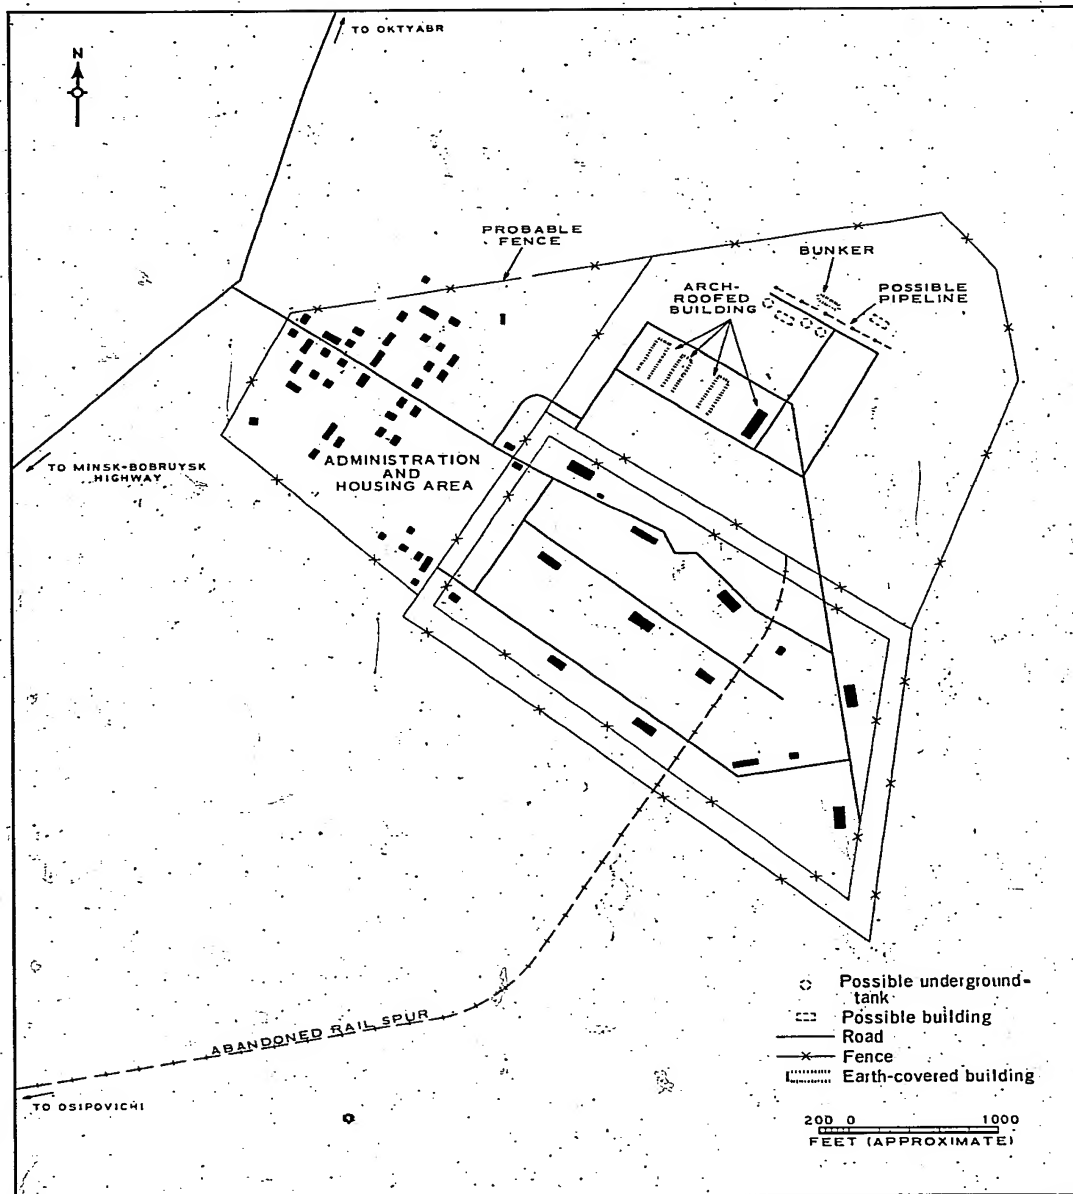 TO OKTYABR
N
PROBABLE
FENCE
BUNKER
ARCH-
ROOFED
BUILDING
POSSIBLE
PIPELINE
TO MINSK-BOBRUYSK
HIGHWAY
ADMINISTRATION
AND
HOUSING AREA
Possible underground-
tank
Possible building
Road
Fence
Earth-covered building
ABANDONED RAIL SPUR
TO OSIPOVICHI
200 0 1000
FEET (APPROXIMATE)